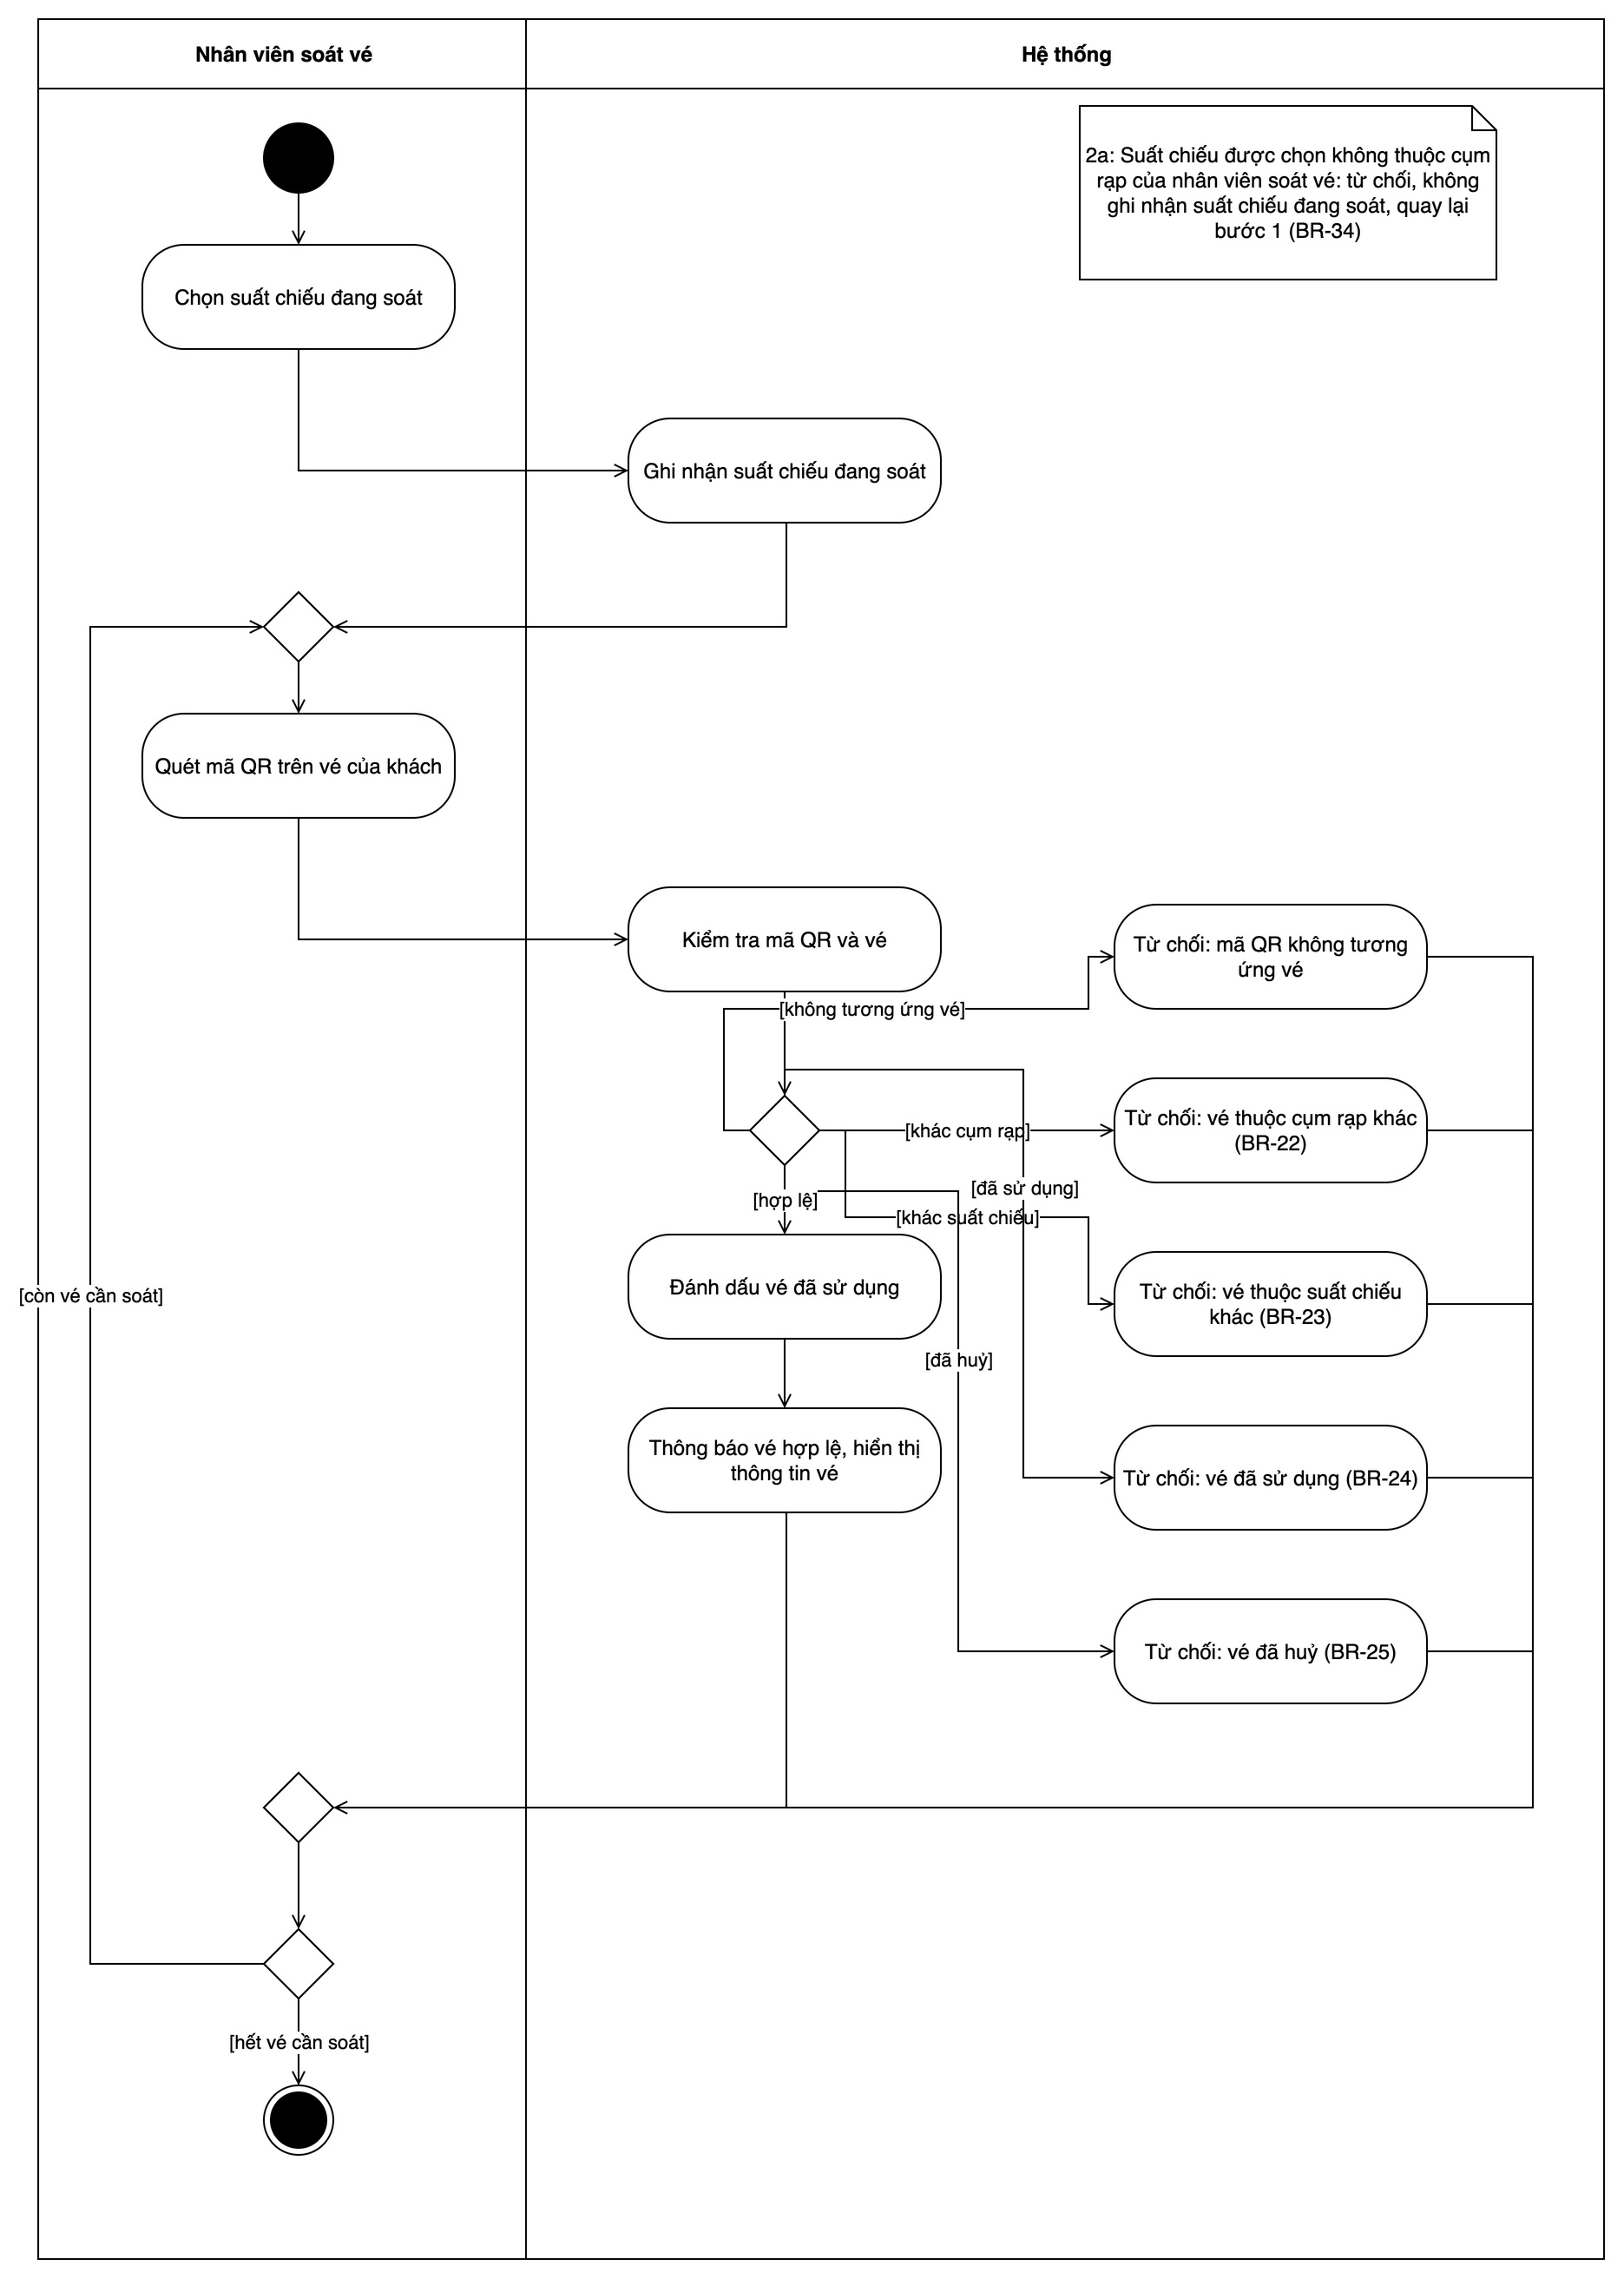 Nhân viên soát vé
Hệ thống
2a: Suất chiếu được chọn không thuộc cụm
rạp của nhân viên soát vé: từ chối, không
ghi nhận suất chiếu đang soát, quay lại
bước 1 (BR-34)
Chọn suất chiếu đang soát
Ghi nhận suất chiếu đang soát
Quét mã QR trên vé của khách
Kiểm tra mã QR và vé
Từ chối: mã QR không tương
ứng vé
[không tương ứng vé]
Từ chối: vé thuộc cụm rạp khác
(BR-22)
[khác cụm rạp]
[đã sử dụng]
[hợp lệ]
[khác suất chiếu]
Đánh dấu vé đã sử dụng
Từ chối: vé thuộc suất chiếu
khác (BR-23)
[còn vé cần soát]
[đã huỷ]
Thông báo vé hợp lệ, hiển thị
thông tin vé
Từ chối: vé đã sử dụng (BR-24)
Từ chối: vé đã huỷ (BR-25)
[hết vé cần soát]